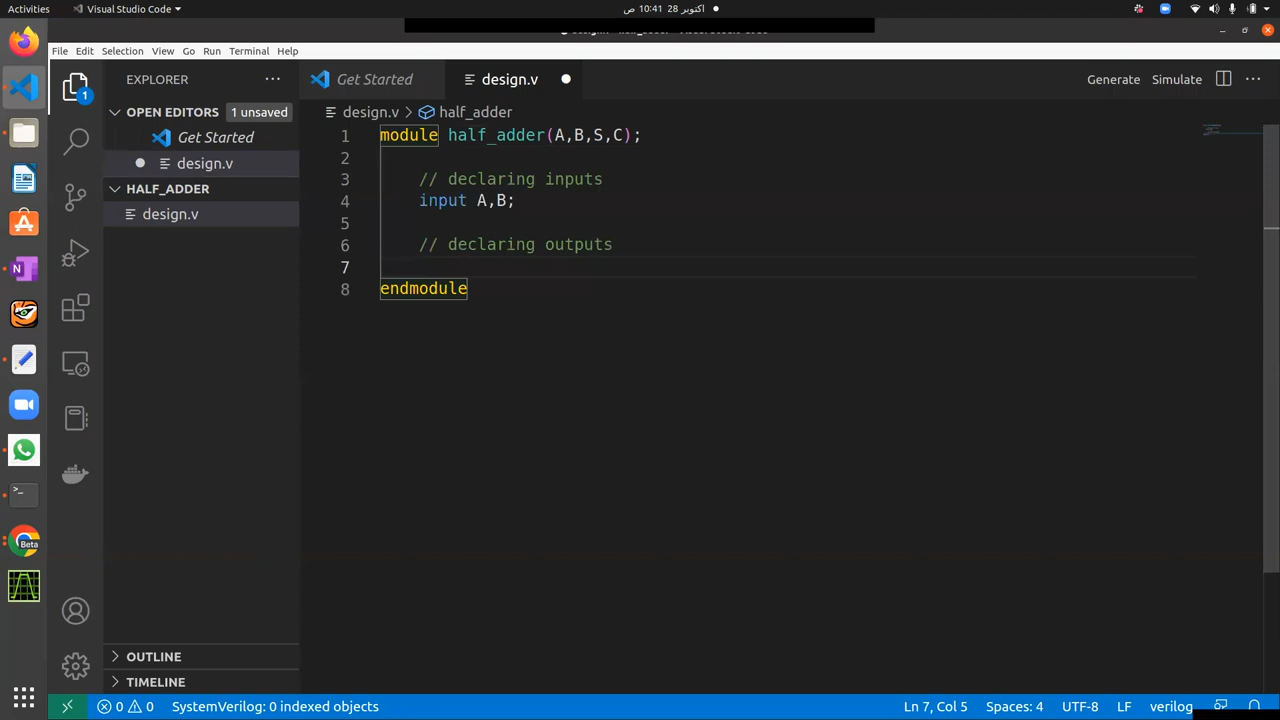 Activities
Visual Studio Code
اكتوبر 28 10:41 ص
File Edit Selection View Go Run Terminal Help
EXPLORER
Get Started
design.v
Generate
Simulate
OPEN EDITORS
1 unsaved
Get Started
design.v
HALF_ADDER
design.v
design.v > half_adder
1 module half_adder(A,B,S,C);
2
3 // declaring inputs
4 input A,B;
5
6 // declaring outputs
7
8 endmodule
1
N
Beta
OUTLINE
TIMELINE
0 0
SystemVerilog: 0 indexed objects
Ln 7, Col 5
Spaces: 4
UTF-8
LF
verilog